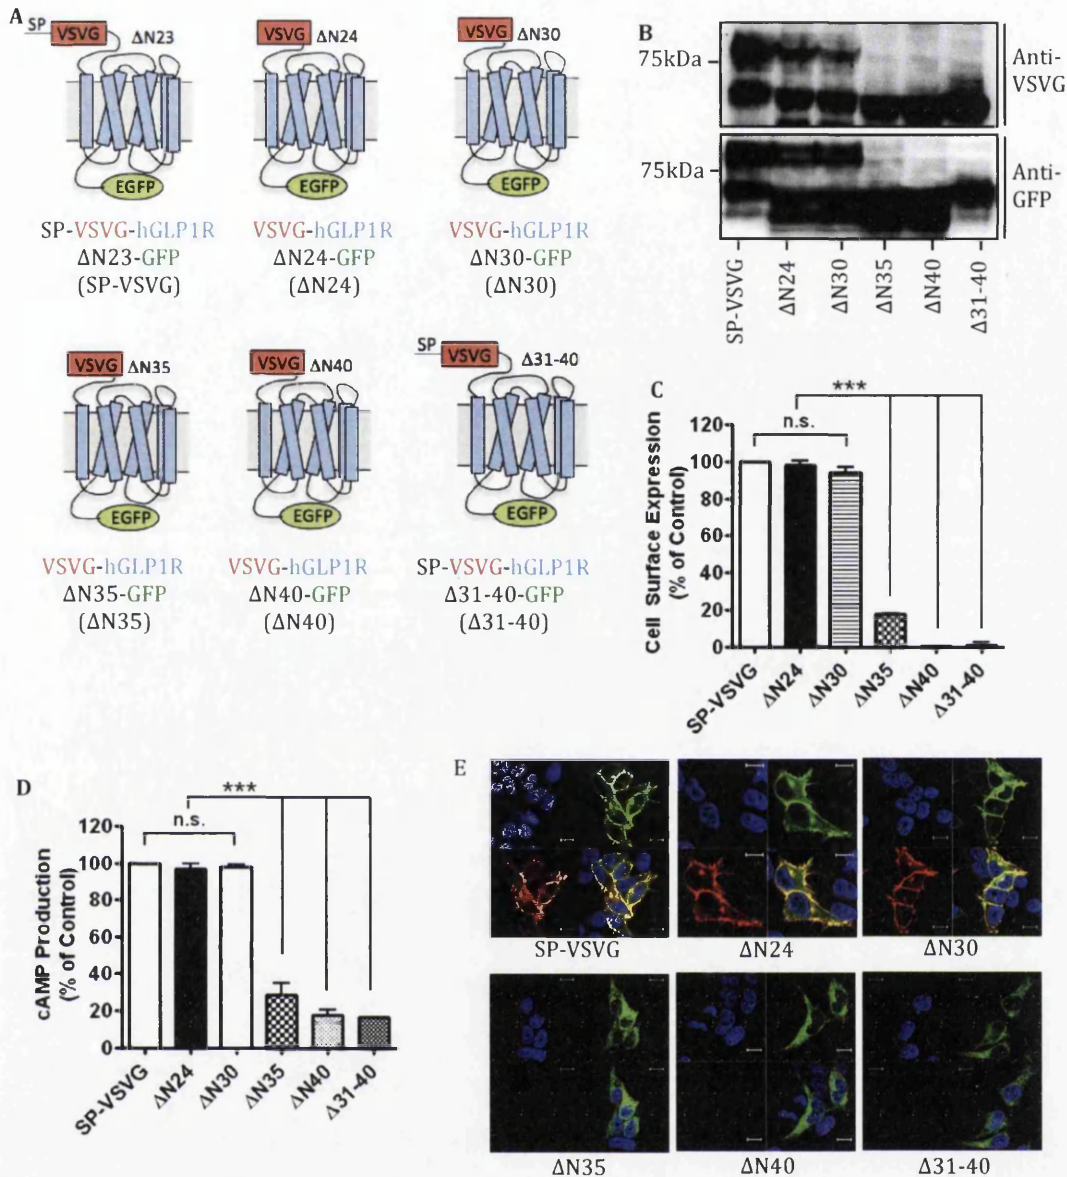 A
SP
VSVG
ΔN23
EGFP
SP-VSVG-hGLP1R
ΔN23-GFP
(SP-VSVG)
VSVG
ΔN24
EGFP
VSVG-hGLP1R
ΔN24-GFP
(ΔN24)
VSVG
ΔN30
EGFP
VSVG-hGLP1R
ΔN30-GFP
(ΔN30)
VSVG
ΔN35
EGFP
VSVG-hGLP1R
ΔN35-GFP
(ΔN35)
VSVG
ΔN40
EGFP
VSVG-hGLP1R
ΔN40-GFP
(ΔN40)
SP
VSVG
Δ31-40
EGFP
SP-VSVG-hGLP1R
Δ31-40-GFP
(Δ31-40)
B
75kDa
Anti-
VSVG
75kDa
Anti-
GFP
SP-VSVG
ΔN24
ΔN30
ΔN35
ΔN40
Δ31-40
C
***
n.s.
Cell Surface Expression
(% of Control)
120
100
80
60
40
20
0
SP-VSVG
ΔN24
ΔN30
ΔN35
ΔN40
Δ31-40
D
***
n.s.
cAMP Production
(% of Control)
120
100
80
60
40
20
0
SP-VSVG
ΔN24
ΔN30
ΔN35
ΔN40
Δ31-40
E
SP-VSVG
ΔN24
ΔN30
ΔN35
ΔN40
Δ31-40